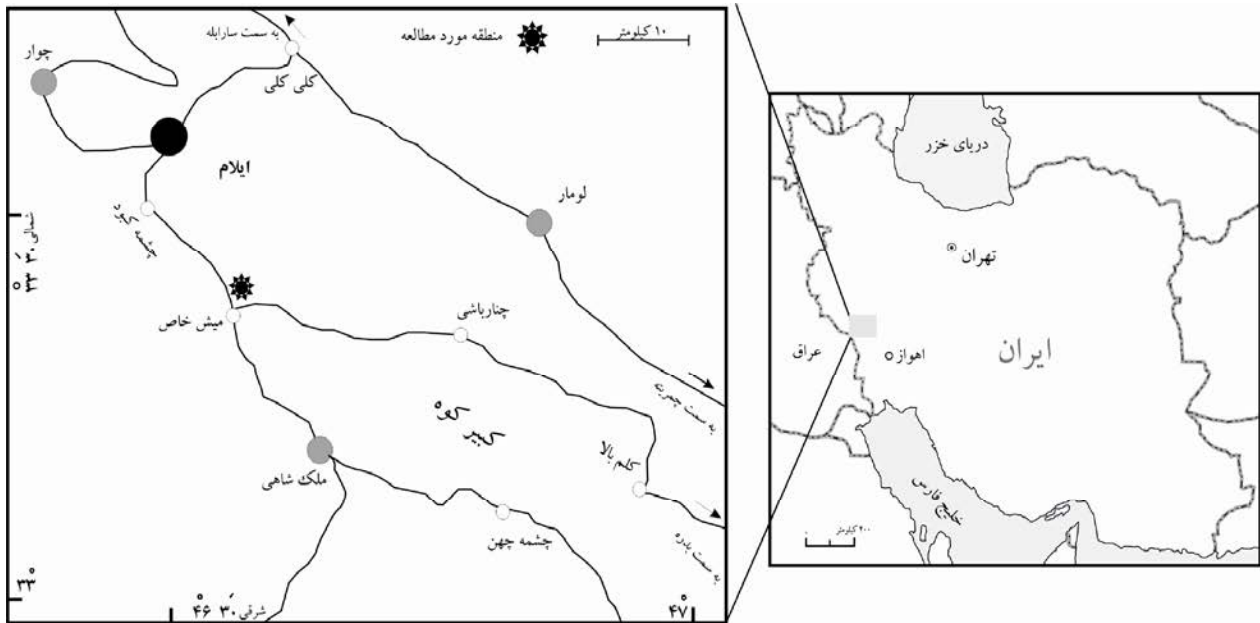 به سمت سارابله
منطقه مورد مطالعه
۱۰ کیلومتر
چوار
کلی کلی
ایلام
لومار
چشمه کبود
شمالی ۳۰ َ ۳۳ ْ
میش خاص
چنارباشی
کبیر کوه
به سمت چمرینه
کلم بالا
ملک شاهی
چشمه چهن
به سمت بدره
۳۳ ْ
شرقی ۳۰ َ ۴۶ ْ
۴۷ ْ
دریای خزر
تهران
ایران
عراق
اهواز
خلیج فارس
۲۰۰ کیلومتر